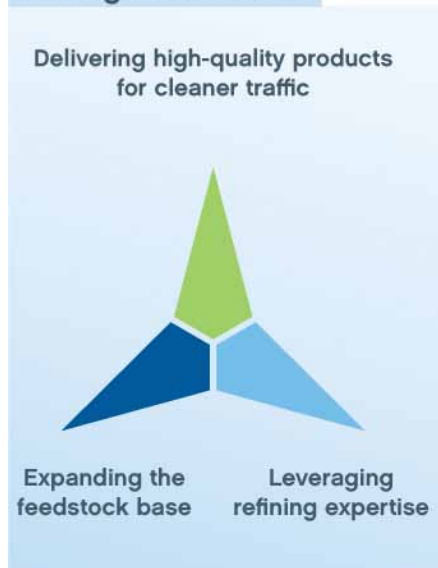 Delivering high-quality products
for cleaner traffic
Expanding the
feedstock base
Leveraging
refining expertise